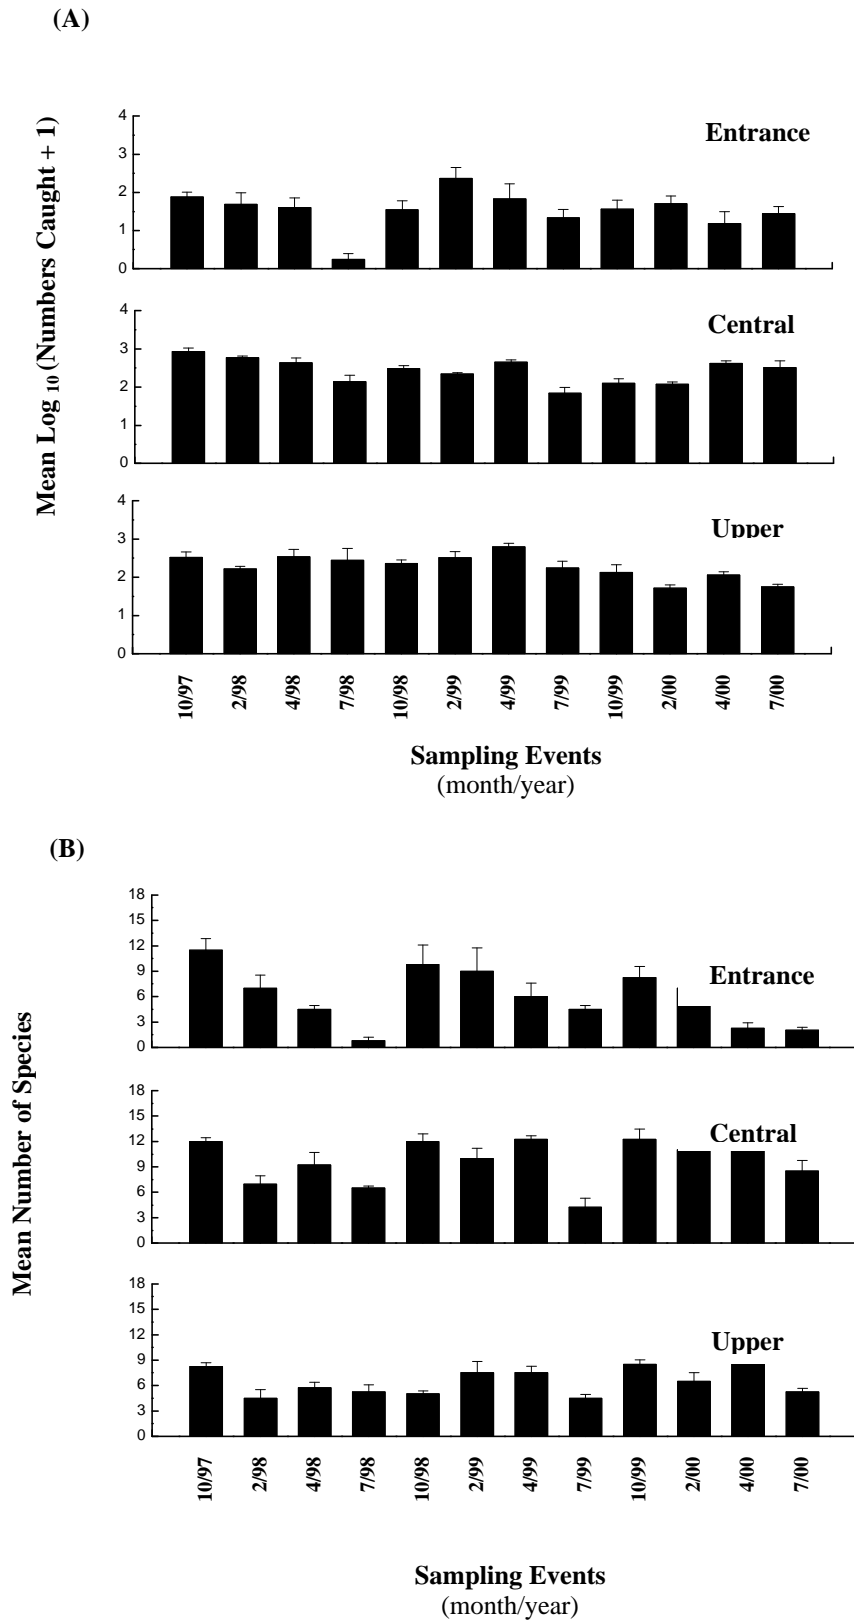 (A)
Mean Log 10 (Numbers Caught + 1)
4
3
2
1
0
Entrance
4
3
2
1
0
Central
4
3
2
1
0
Upper
10/97 2/98 4/98 7/98 10/98 2/99 4/99 7/99 10/99 2/00 4/00 7/00
Sampling Events
(month/year)
(B)
Mean Number of Species
18
15
12
9
6
3
0
Entrance
18
15
12
9
6
3
0
Central
18
15
12
9
6
3
0
Upper
10/97 2/98 4/98 7/98 10/98 2/99 4/99 7/99 10/99 2/00 4/00 7/00
Sampling Events
(month/year)